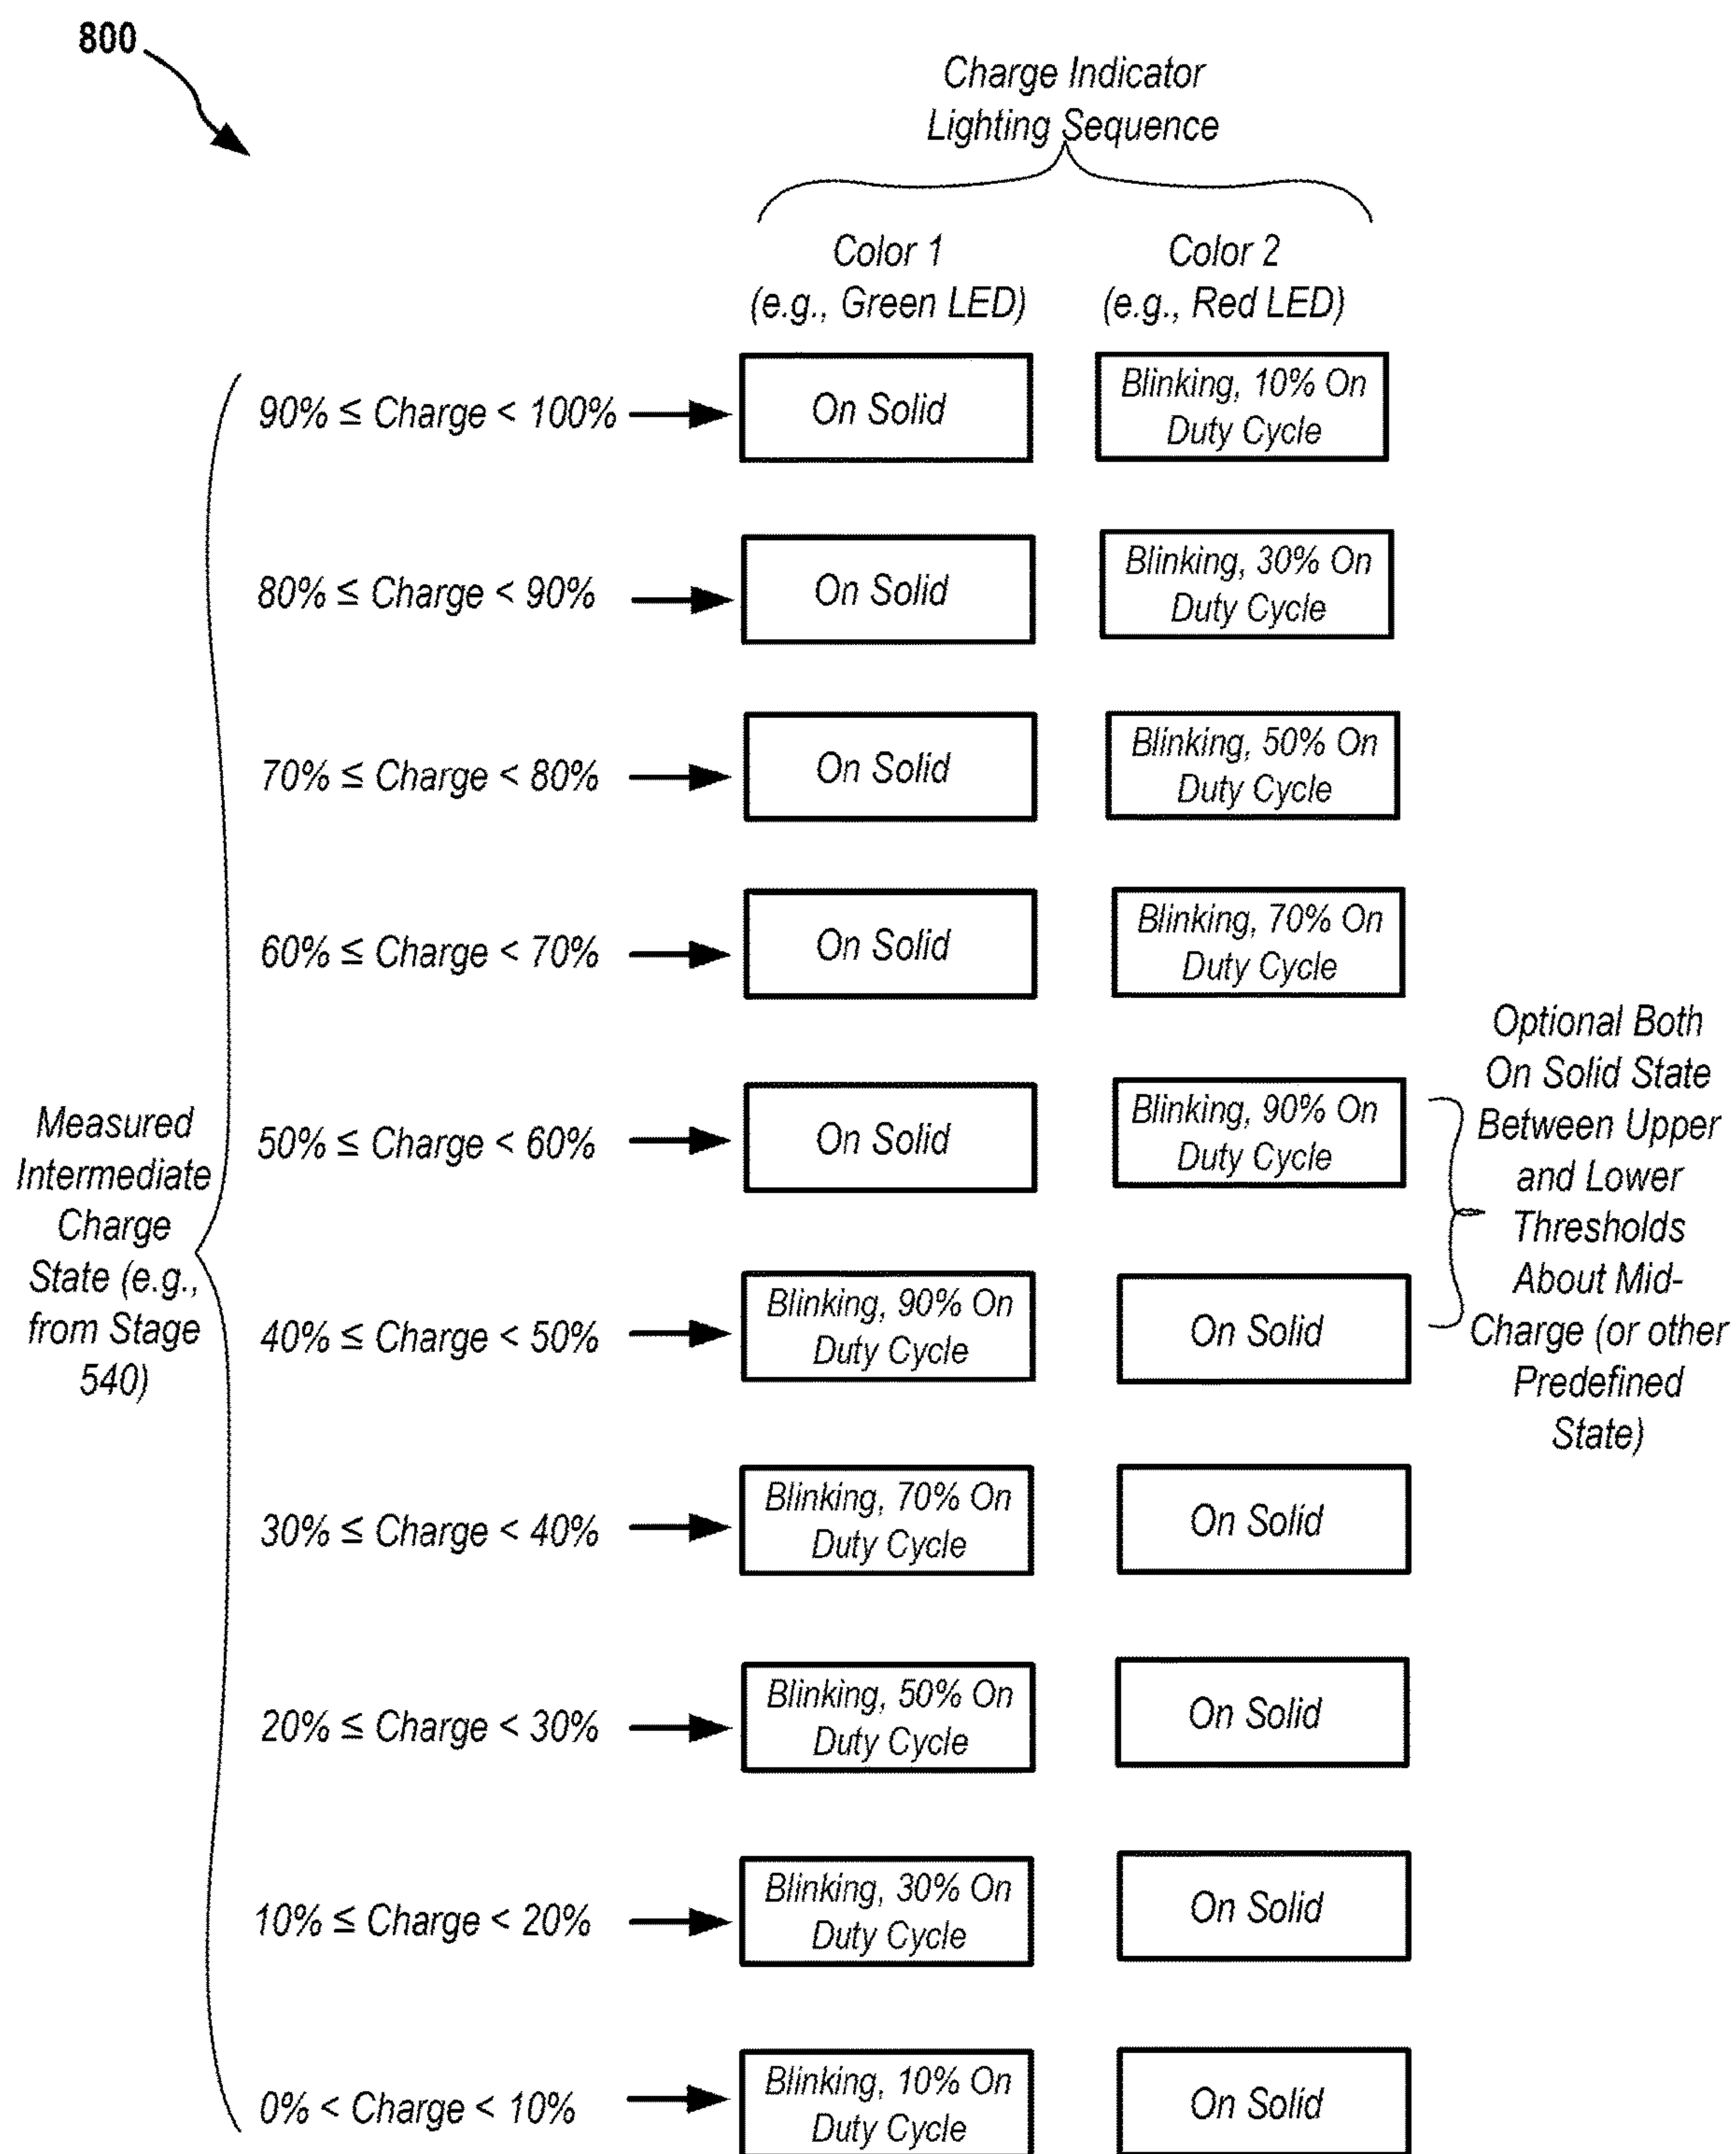 800
Charge Indicator
Lighting Sequence
Color 1
(e.g., Green LED)
Color 2
(e.g., Red LED)
90% ≤ Charge < 100%
On Solid
Blinking, 10% On
Duty Cycle
80% ≤ Charge < 90%
On Solid
Blinking, 30% On
Duty Cycle
70% ≤ Charge < 80%
On Solid
Blinking, 50% On
Duty Cycle
60% ≤ Charge < 70%
On Solid
Blinking, 70% On
Duty Cycle
50% ≤ Charge < 60%
On Solid
Blinking, 90% On
Duty Cycle
Optional Both
On Solid State
Between Upper
and Lower
Thresholds
About Mid-
Charge (or other
Predefined
State)
Measured
Intermediate
Charge
State (e.g.,
from Stage
540)
40% ≤ Charge < 50%
Blinking, 90% On
Duty Cycle
On Solid
30% ≤ Charge < 40%
Blinking, 70% On
Duty Cycle
On Solid
20% ≤ Charge < 30%
Blinking, 50% On
Duty Cycle
On Solid
10% ≤ Charge < 20%
Blinking, 30% On
Duty Cycle
On Solid
0% < Charge < 10%
Blinking, 10% On
Duty Cycle
On Solid